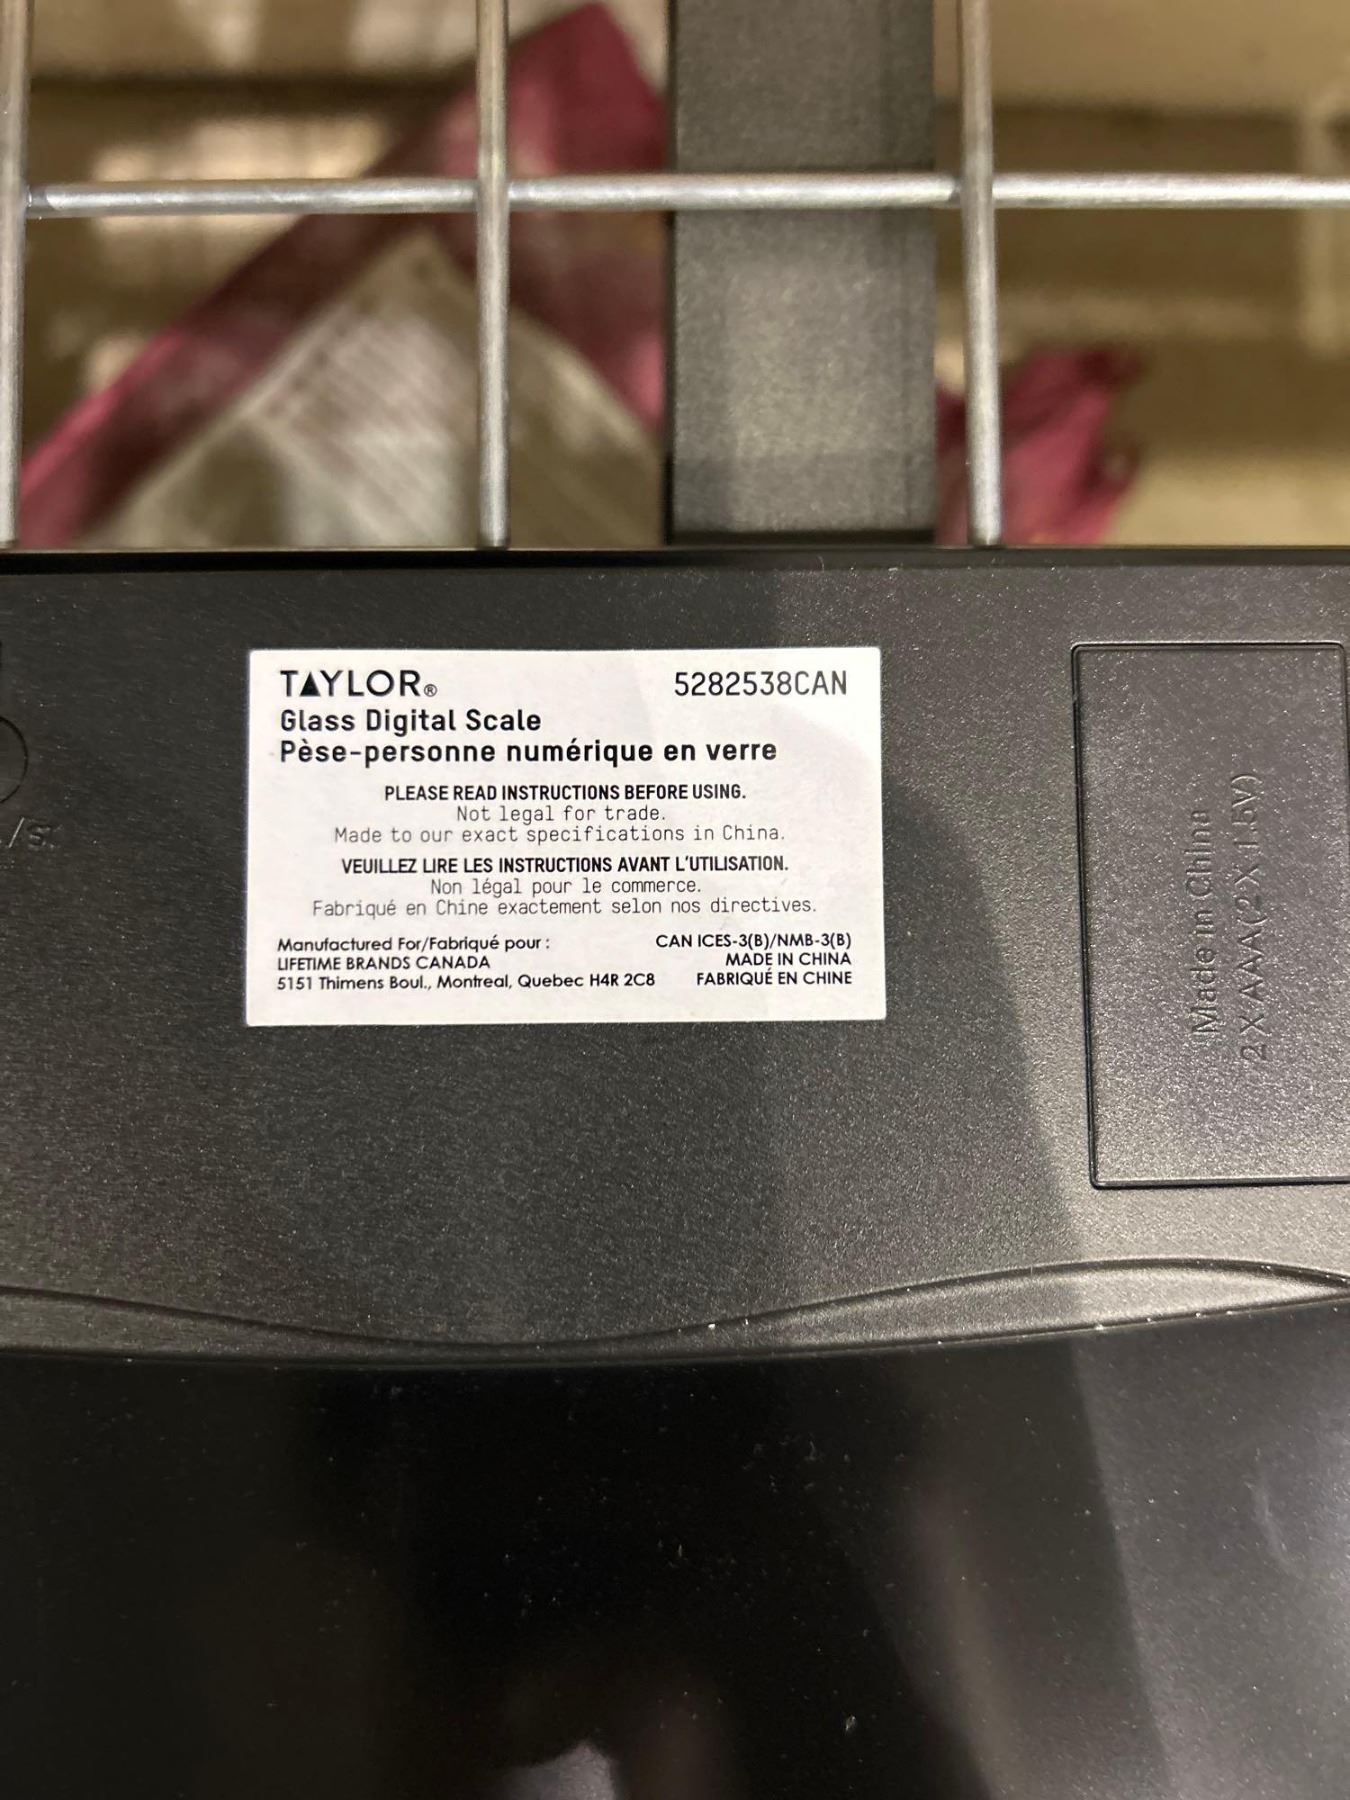 TAYLOR®
5282538CAN
Glass Digital Scale
Pèse-personne numérique en verre
PLEASE READ INSTRUCTIONS BEFORE USING.
Not legal for trade.
Made to our exact specifications in China.
VEUILLEZ LIRE LES INSTRUCTIONS AVANT L'UTILISATION.
Non légal pour le commerce.
Fabriqué en Chine exactement selon nos directives.
Manufactured For/Fabriqué pour :
LIFETIME BRANDS CANADA
5151 Thimens Boul., Montreal, Quebec H4R 2C8
CAN ICES-3(B)/NMB-3(B)
MADE IN CHINA
FABRIQUÉ EN CHINE
Made in China
2 X AAA(2 X 1.5V)